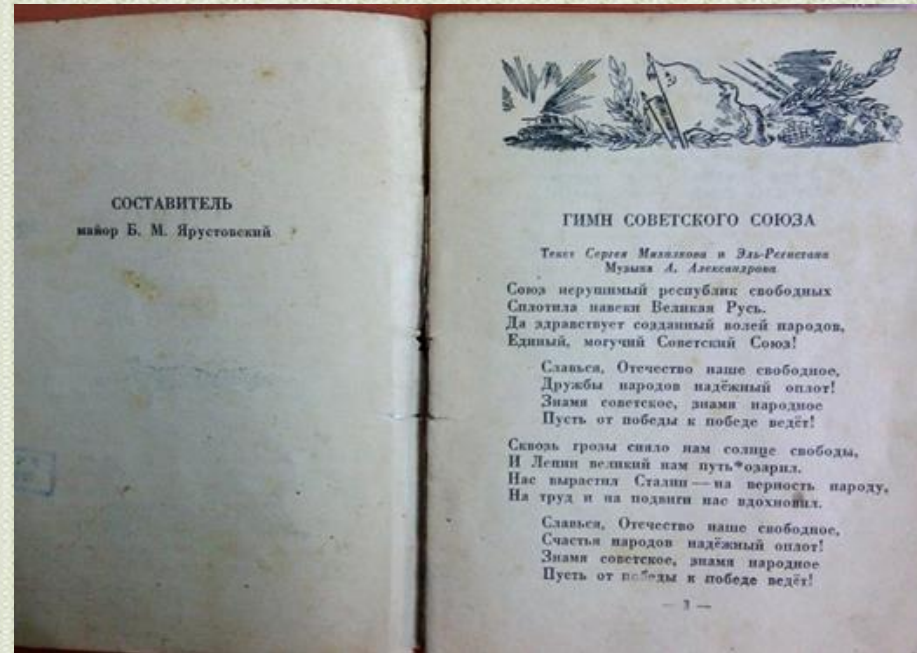 СОСТАВИТЕЛЬ
майор Б. М. Ярустовский
ГИМН СОВЕТСКОГО СОЮЗА
Текст Сергея Михалкова и Эль-Регистана
Музыка А. Александрова
Союз нерушимый республик свободных
Сплотила навеки Великая Русь.
Да здравствует созданный волей народов,
Единый, могучий Советский Союз!
Славься, Отечество наше свободное,
Дружбы народов надёжный оплот!
Знамя советское, знамя народное
Пусть от победы к победе ведёт!
Сквозь грозы сияло нам солнце свободы,
И Ленин великий нам путь озарил.
Нас вырастил Сталин — на верность народу,
На труд и на подвиги нас вдохновил.
Славься, Отечество наше свободное,
Счастья народов надёжный оплот!
Знамя советское, знамя народное
Пусть от победы к победе ведёт!
— 3 —